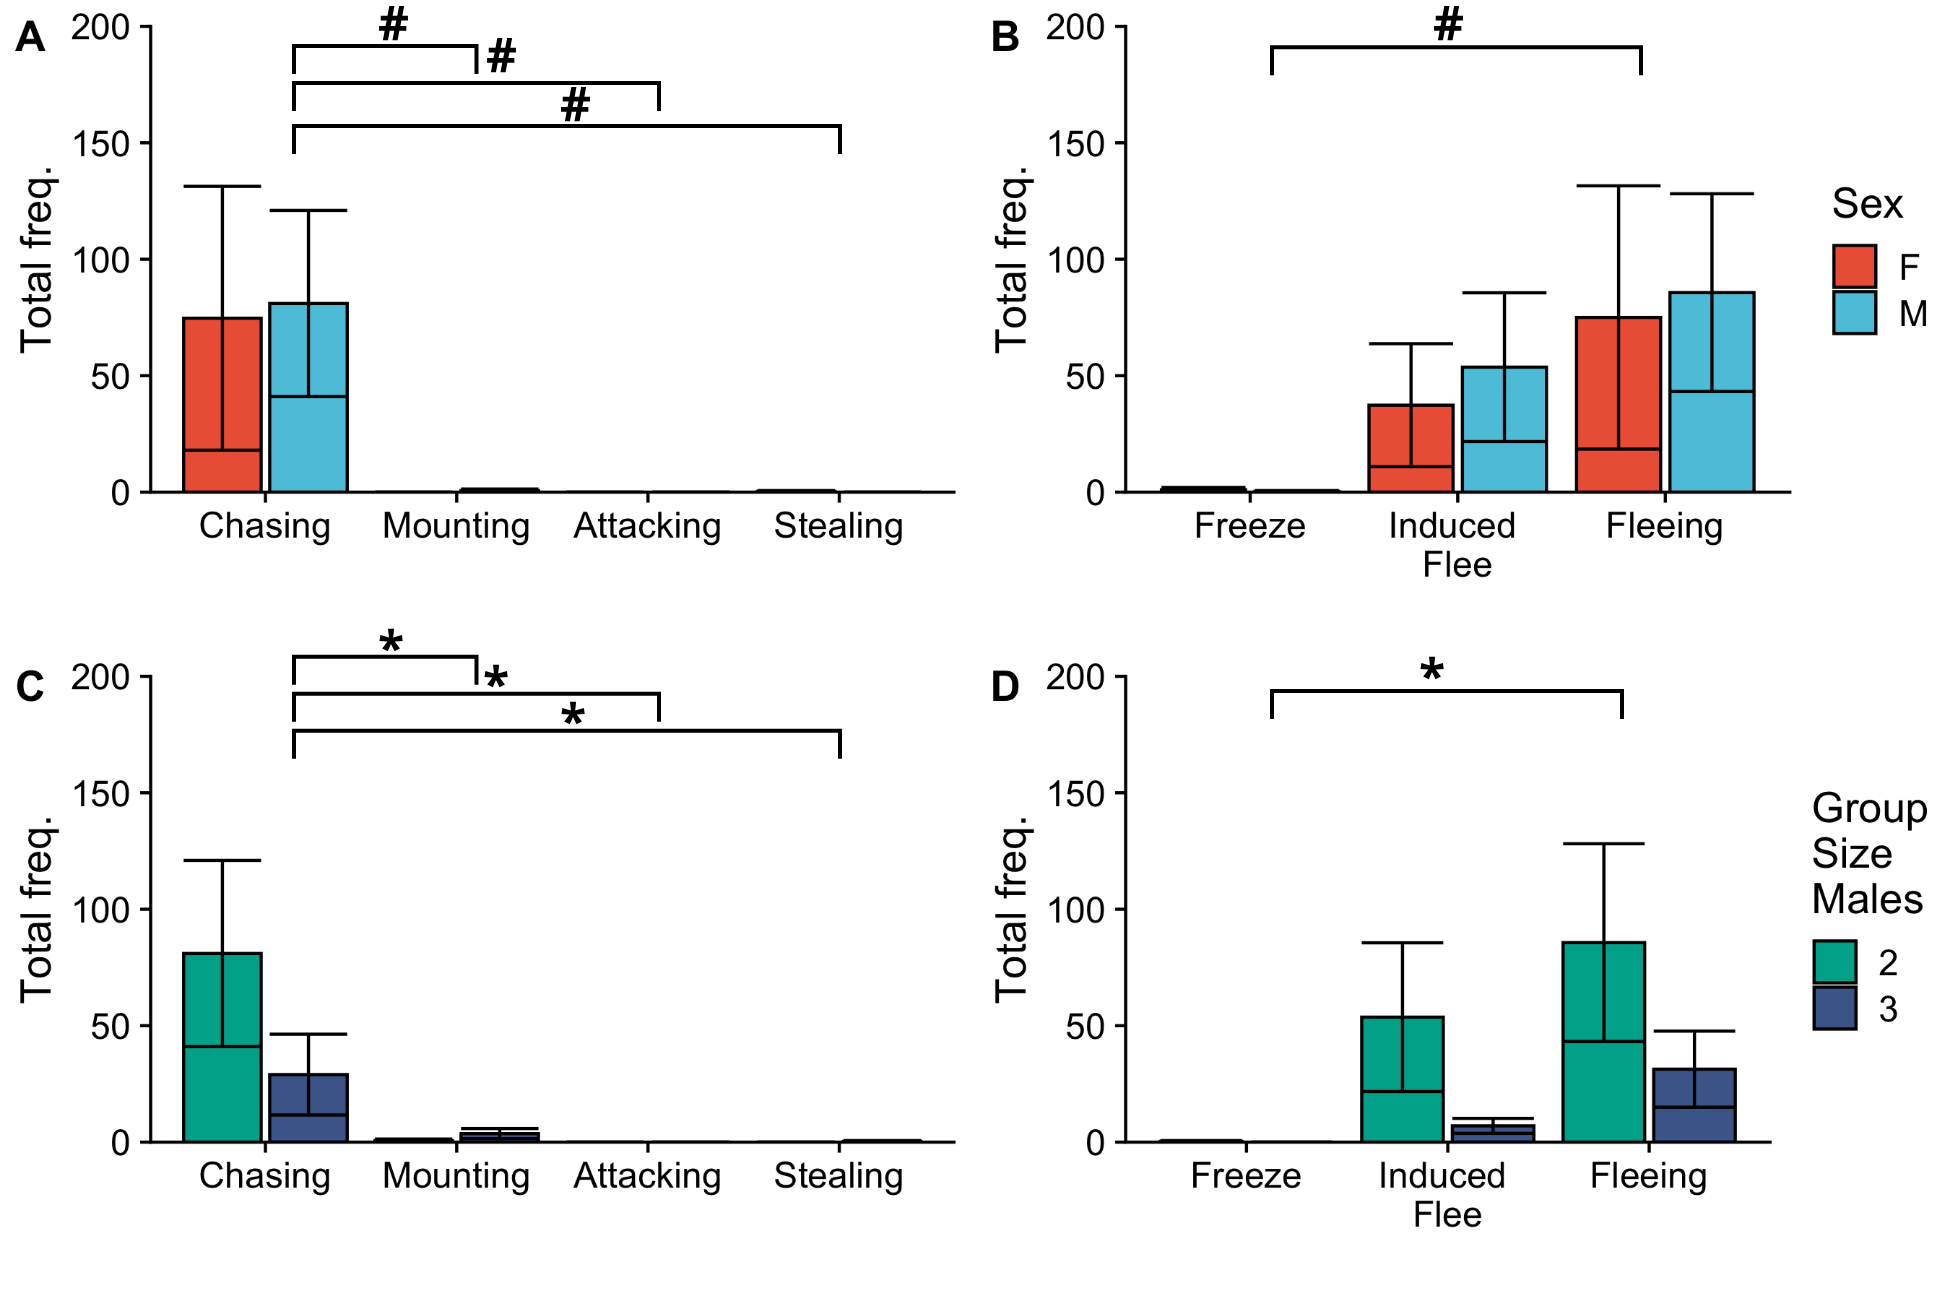 A
200
150
100
50
0
Total freq.
#
#
#
Chasing
Mounting
Attacking
Stealing
B
200
150
100
50
0
Total freq.
#
Freeze
Induced
Flee
Fleeing
Sex
F
M
C
200
150
100
50
0
Total freq.
*
*
*
Chasing
Mounting
Attacking
Stealing
D
200
150
100
50
0
Total freq.
*
Freeze
Induced
Flee
Fleeing
Group
Size
Males
2
3